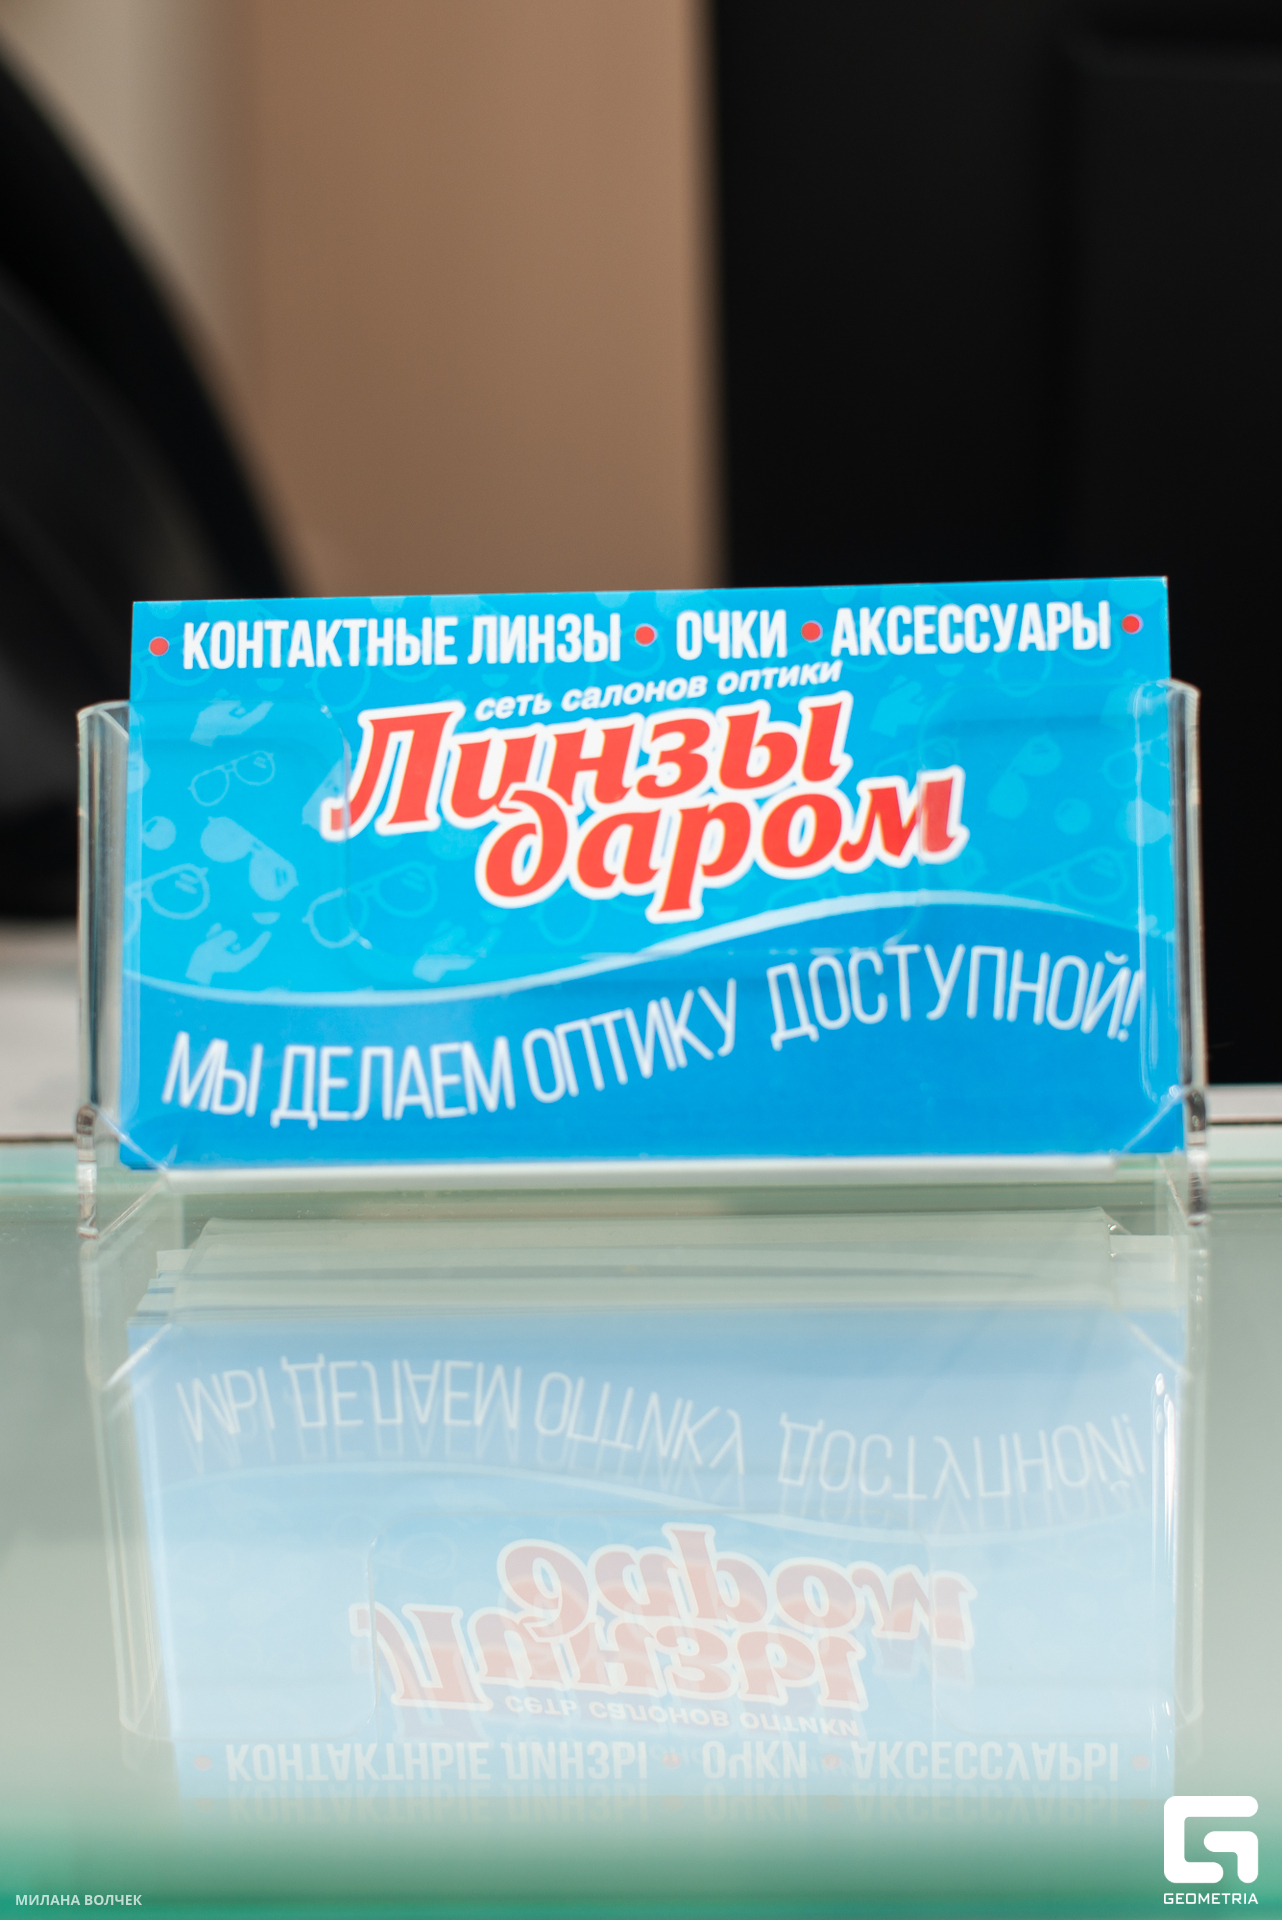 • КОНТАКТНЫЕ ЛИНЗЫ • ОЧКИ • АКСЕССУАРЫ •
сеть салонов оптики
Линзы
даром
МЫ ДЕЛАЕМ ОПТИКУ ДОСТУПНОЙ!
МИЛАНА ВОЛЧЕК
GEOMETRIA